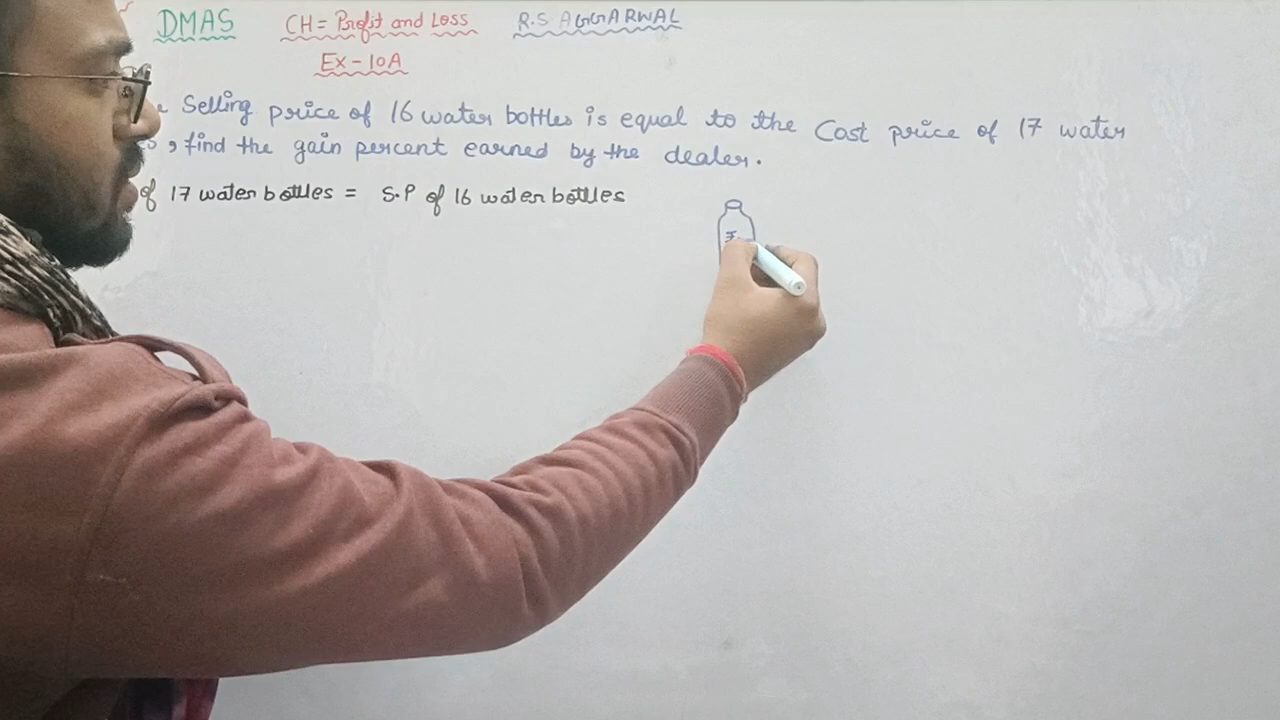 DMAS CH = Profit and Loss R.S. AGGARWAL
Ex - 10A
Selling price of 16 water bottles is equal to the Cost price of 17 water
, find the gain percent earned by the dealer.
of 17 water bottles = S.P of 16 water bottles
₹